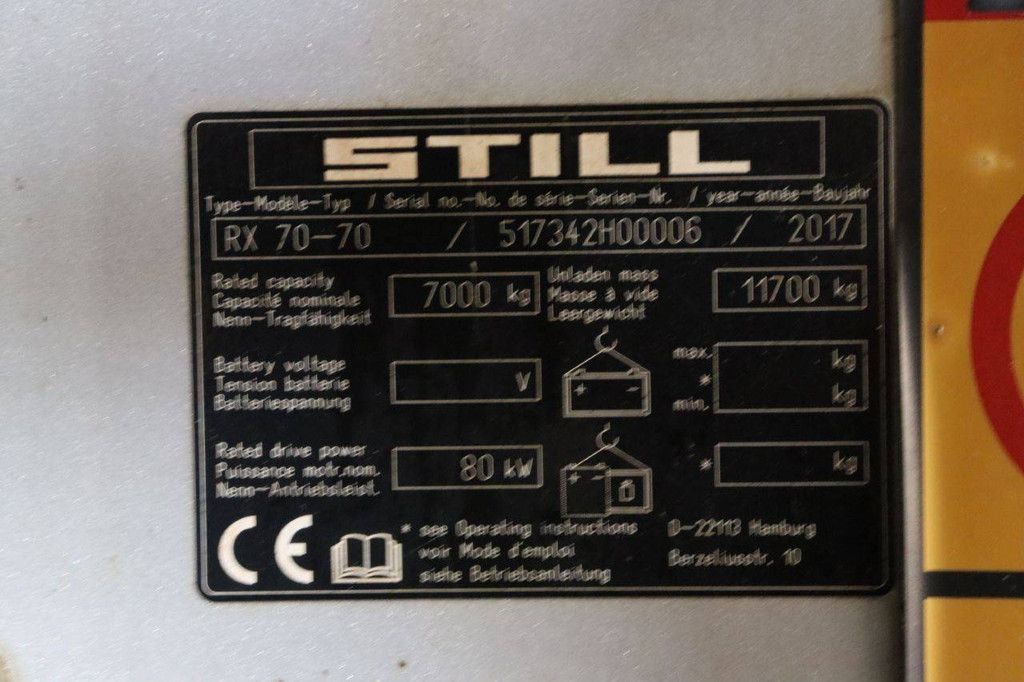 STILL
Type-Modèle-Typ / Serial no.-No. de série-Serien-Nr. / year-année-Baujahr
RX 70-70 / 517342H00006 / 2017
Rated capacity
Capacité nominale
Nenn-Tragfähigkeit
7000 kg
Unladen mass
Masse à vide
Leergewicht
11700 kg
Battery voltage
Tension batterie
Batteriespannung
V
+ -
max.
*
min.
kg
kg
Rated drive power
Puissance motr.nom.
Nenn-Antriebsleist.
80 kW
+ -
*
kg
CE
* see Operating instructions
voir Mode d'emploi
siehe Betriebsanleitung
D-22113 Hamburg
Berzeliusstr. 10